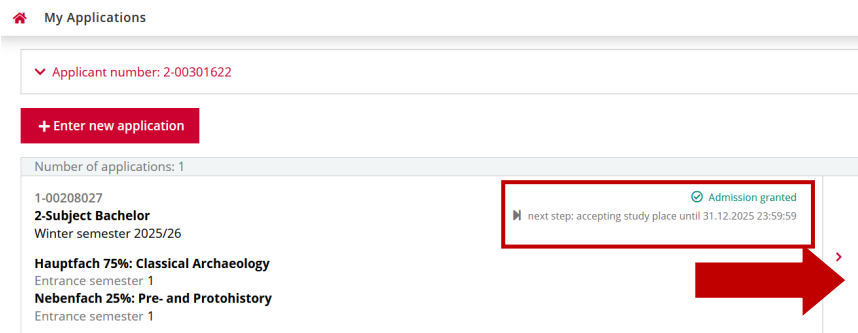 My Applications
Applicant number: 2-00301622
Enter new application
Number of applications: 1
1-00208027
Admission granted
2-Subject Bachelor
next step: accepting study place until 31.12.2025 23:59:59
Winter semester 2025/26
Hauptfach 75%: Classical Archaeology
Entrance semester 1
Nebenfach 25%: Pre- and Protohistory
Entrance semester 1